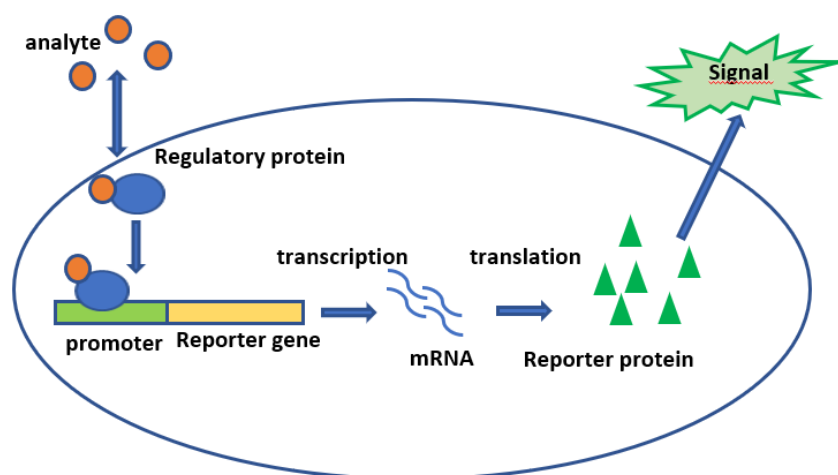 analyte
Signal
Regulatory protein
transcription
translation
promoter
Reporter gene
mRNA
Reporter protein